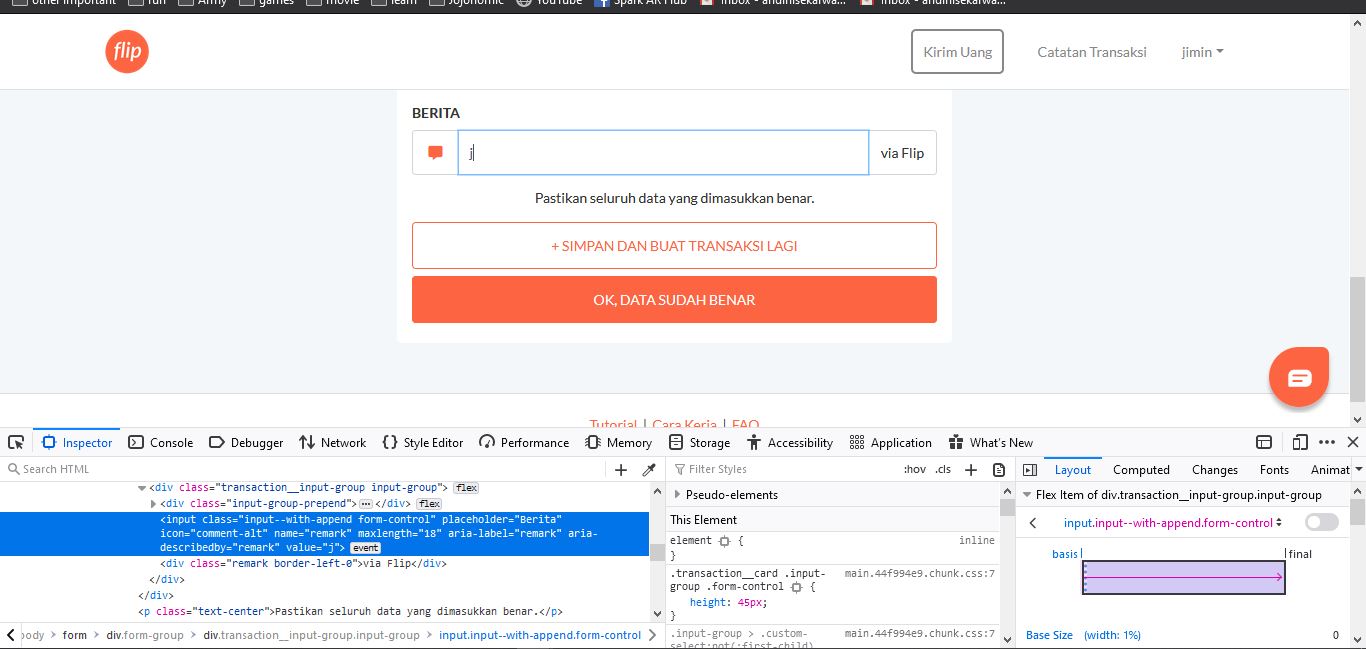 other important fun Army games movie team Jojonomic YouTube Spark AR Hub Inbox - andinisekarwa... Inbox - andinisekarwa...
flip Kirim Uang Catatan Transaksi jimin
BERITA
j via Flip
Pastikan seluruh data yang dimasukkan benar.
+ SIMPAN DAN BUAT TRANSAKSI LAGI
OK, DATA SUDAH BENAR
Tutorial | Cara Kerja | FAQ
Inspector Console Debugger Network Style Editor Performance Memory Storage Accessibility Application What's New
Search HTML Filter Styles :hov .cls Layout Computed Changes Fonts Animat
<div class="transaction__input-group input-group"> flex
<div class="input-group-prepend"> ... </div> flex
<input class="input--with-append form-control" placeholder="Berita"
icon="comment-alt" name="remark" maxlength="18" aria-label="remark" aria-
describedby="remark" value="j"> event
<div class="remark border-left-0">via Flip</div>
</div>
</div>
<p class="text-center">Pastikan seluruh data yang dimasukkan benar.</p>
body > form > div.form-group > div.transaction__input-group.input-group > input.input--with-append.form-control
Pseudo-elements
This Element
element { inline
}
.transaction__card .input- main.44f994e9.chunk.css:7
group .form-control {
height: 45px;
}
.input-group > .custom- main.44f994e9.chunk.css:7
select:not(:first-child)
Flex Item of div.transaction__input-group.input-group
input.input--with-append.form-control
basis final
Base Size (width: 1%) 0